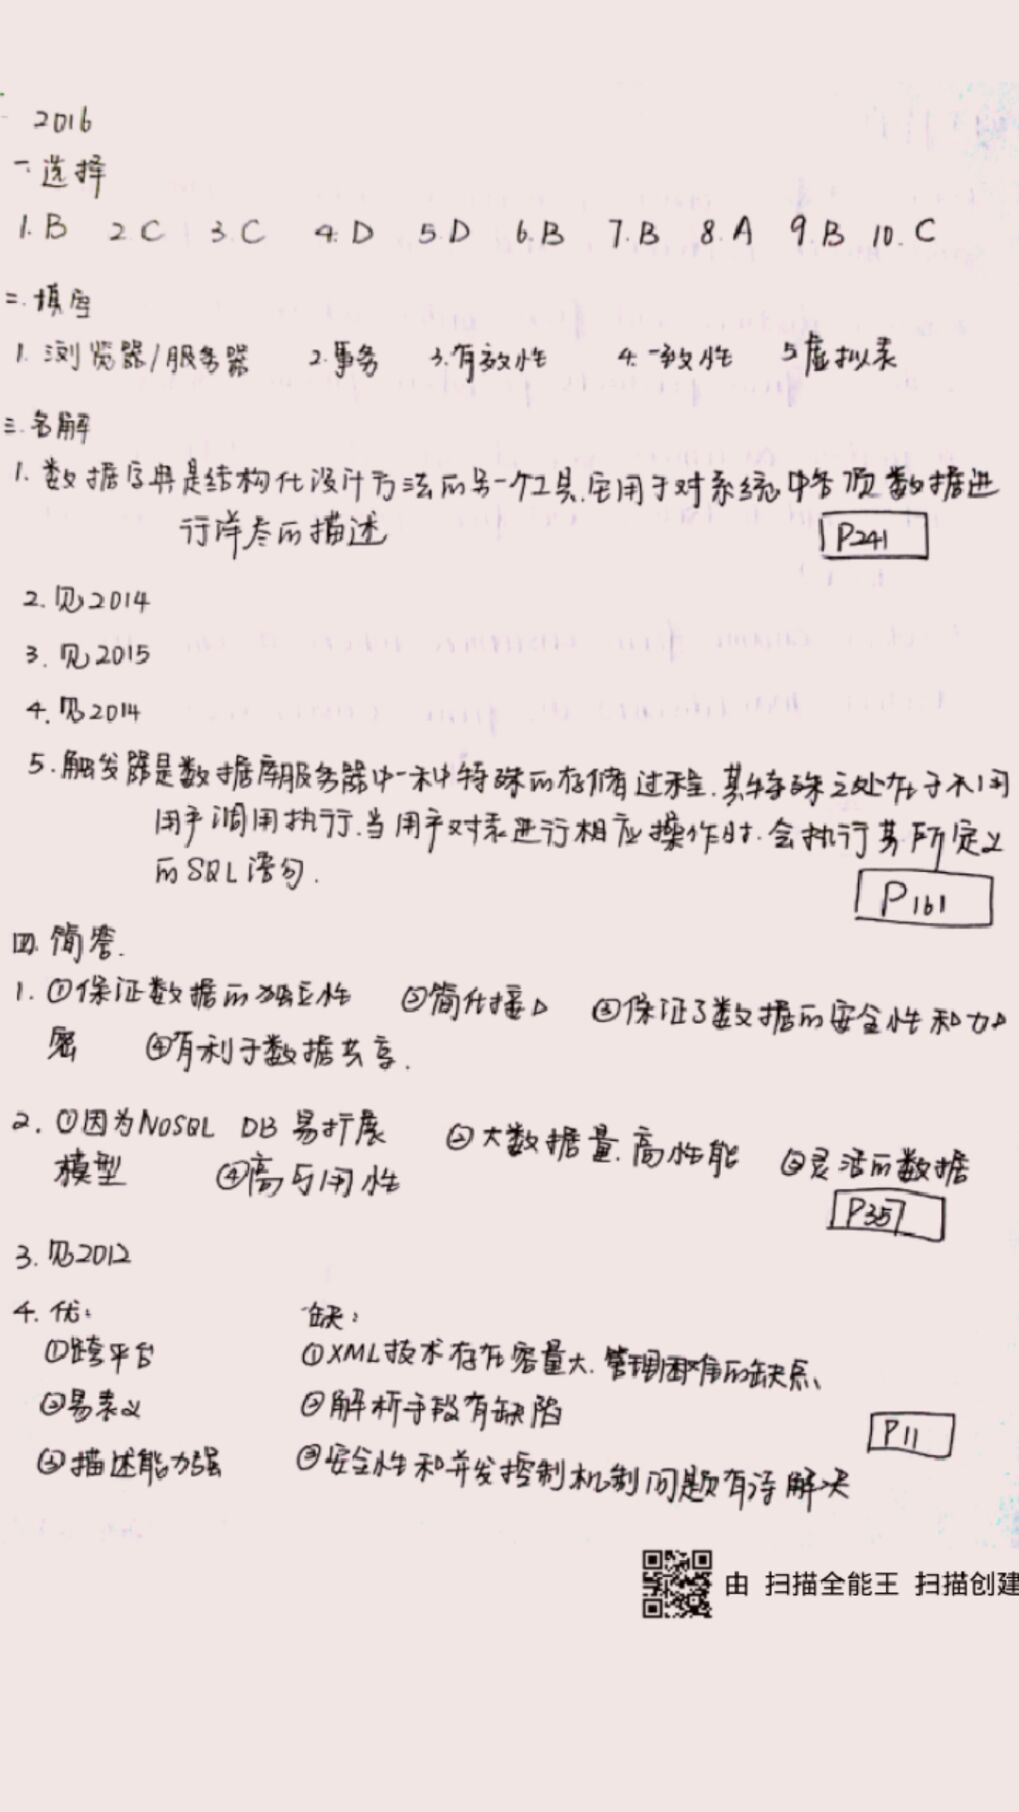 2016
一.选择
1.B 2.C 3.C 4.D 5.D 6.B 7.B 8.A 9.B 10.C
二.填空
1.浏览器/服务器 2.事务 3.有效性 4.一致性 5.虚拟表
三.名解
1.数据字典是结构化设计方法的另一个工具.它用于对系统中各项数据进
行详尽的描述
P241
2.见2014
3.见2015
4.见2014
5.触发器是数据库服务器中一种特殊的存储过程.其特殊之处在于不用
用户调用执行.当用户对表进行相应操作时.会执行其所定义
的SQL语句.
P161
四.简答.
1.①保证数据的独立性 ②简化接口 ③保证了数据的安全性和加
密 ④有利于数据共享.
2.①因为NoSQL DB易扩展 ②大数据量.高性能 ③灵活的数据
模型 ④高可用性
P357
3.见2012
4.优: 缺:
①跨平台 ①XML技术存在容量大.管理困难的缺点、
②易表义 ②解析手段有缺陷
③描述能力强 ③安全性和并发控制机制问题有待解决
P11
由 扫描全能王 扫描创建